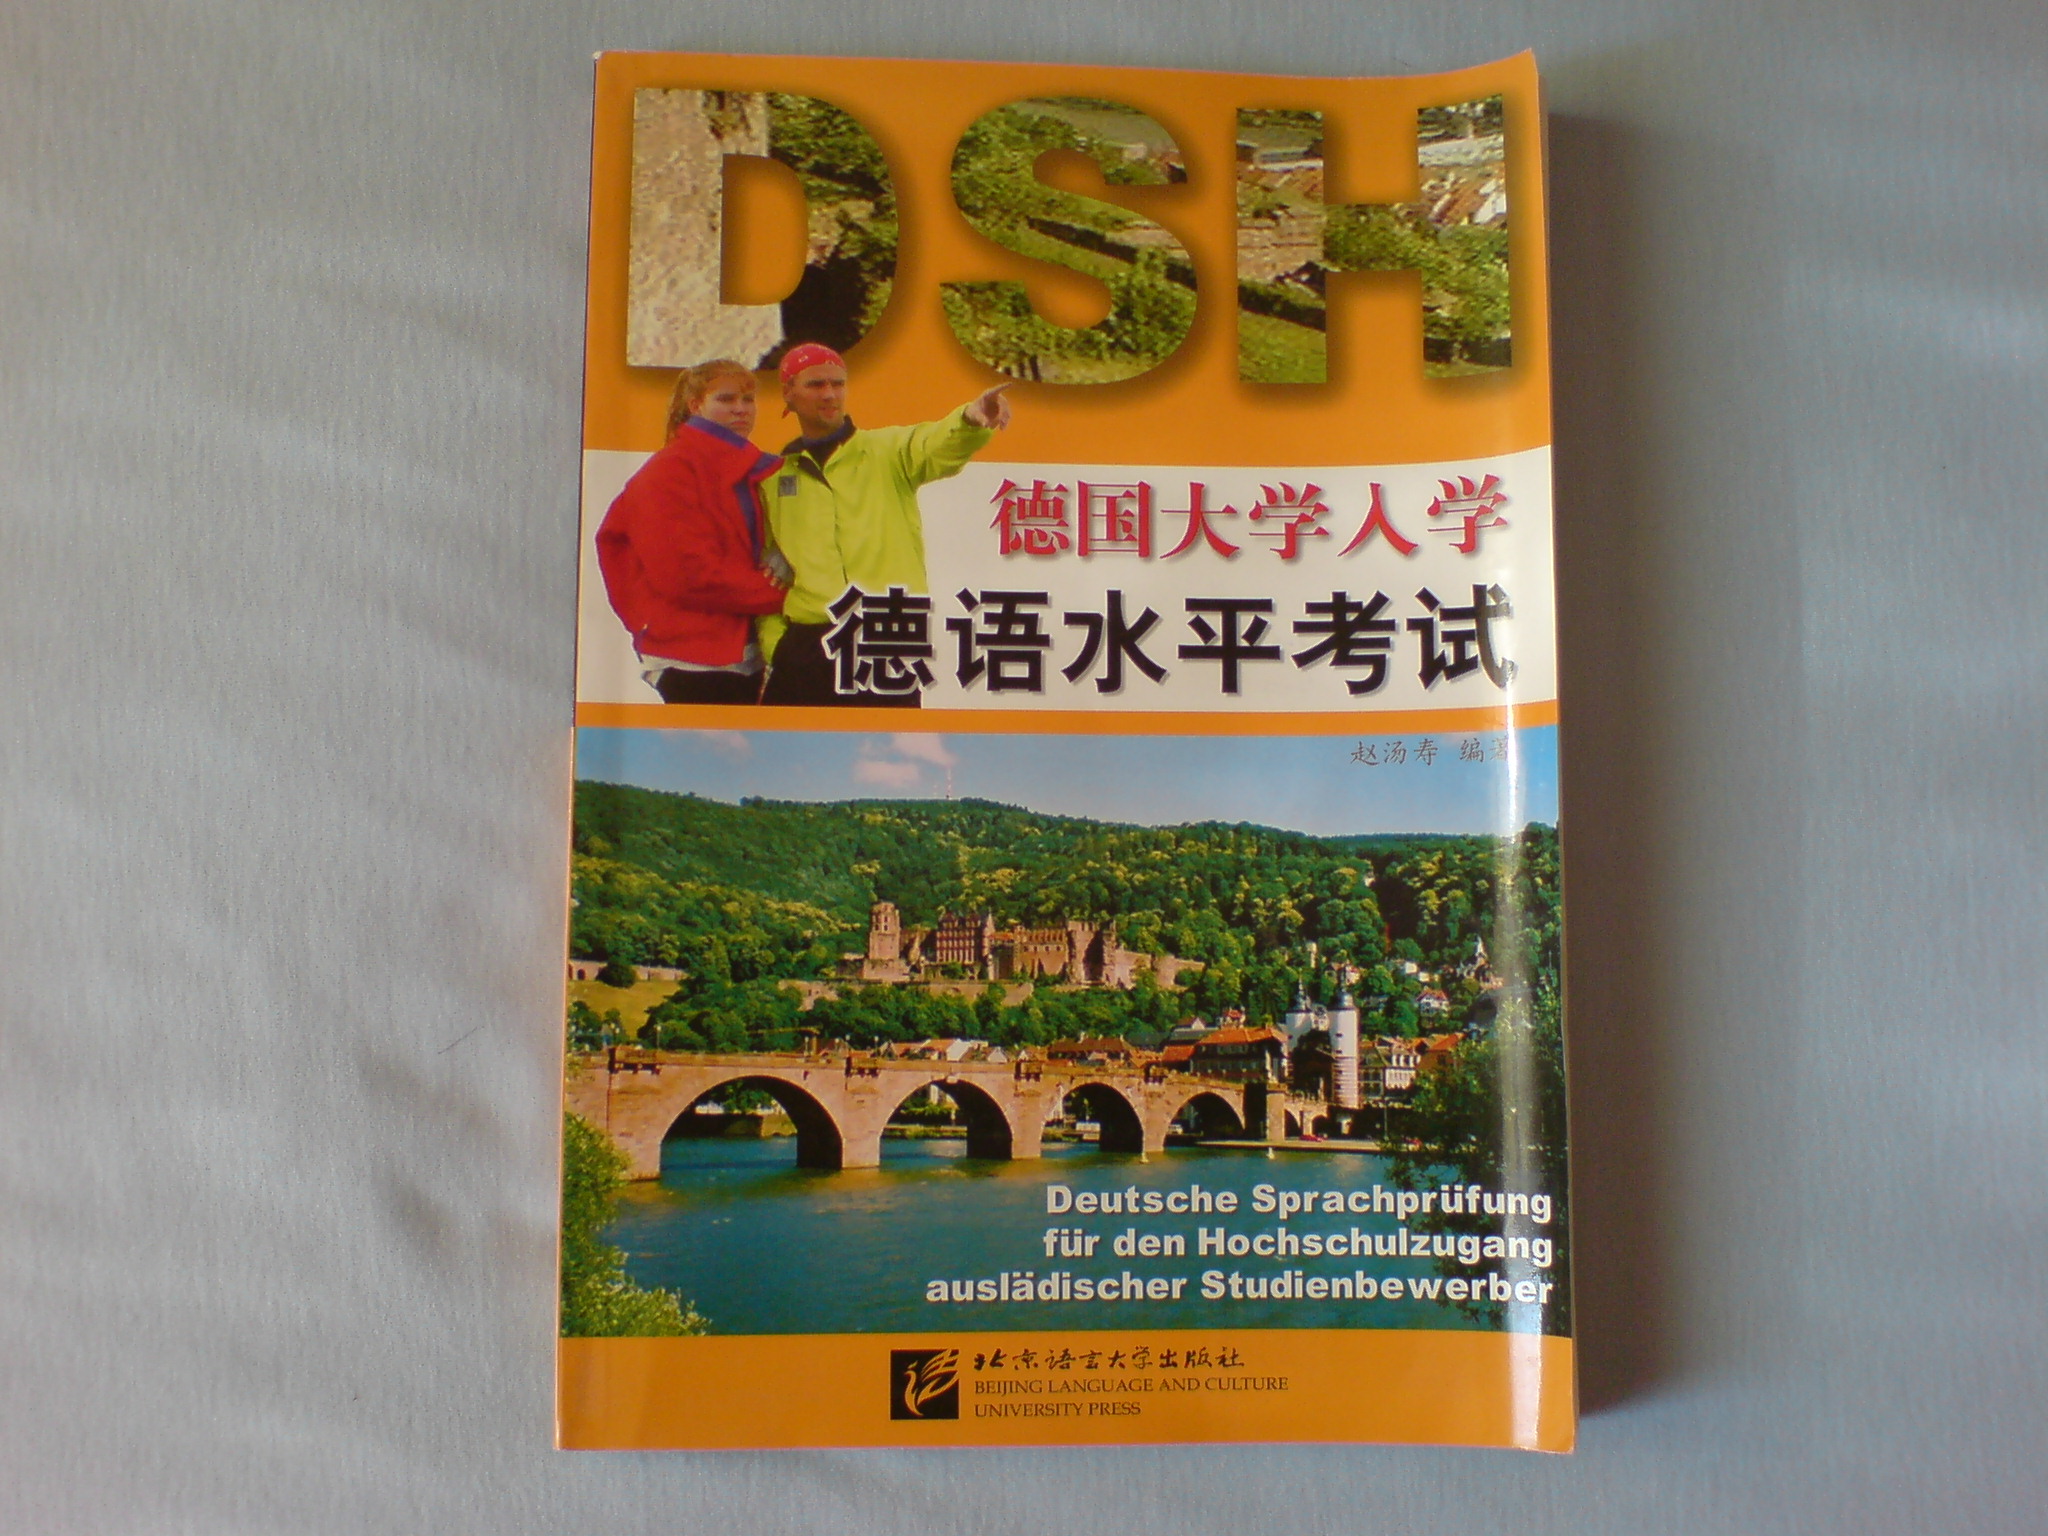 DSH
德国大学入学
德语水平考试
赵汤寿 编著
Deutsche Sprachprüfung
für den Hochschulzugang
auslädischer Studienbewerber
北京语言大学出版社
BEIJING LANGUAGE AND CULTURE
UNIVERSITY PRESS